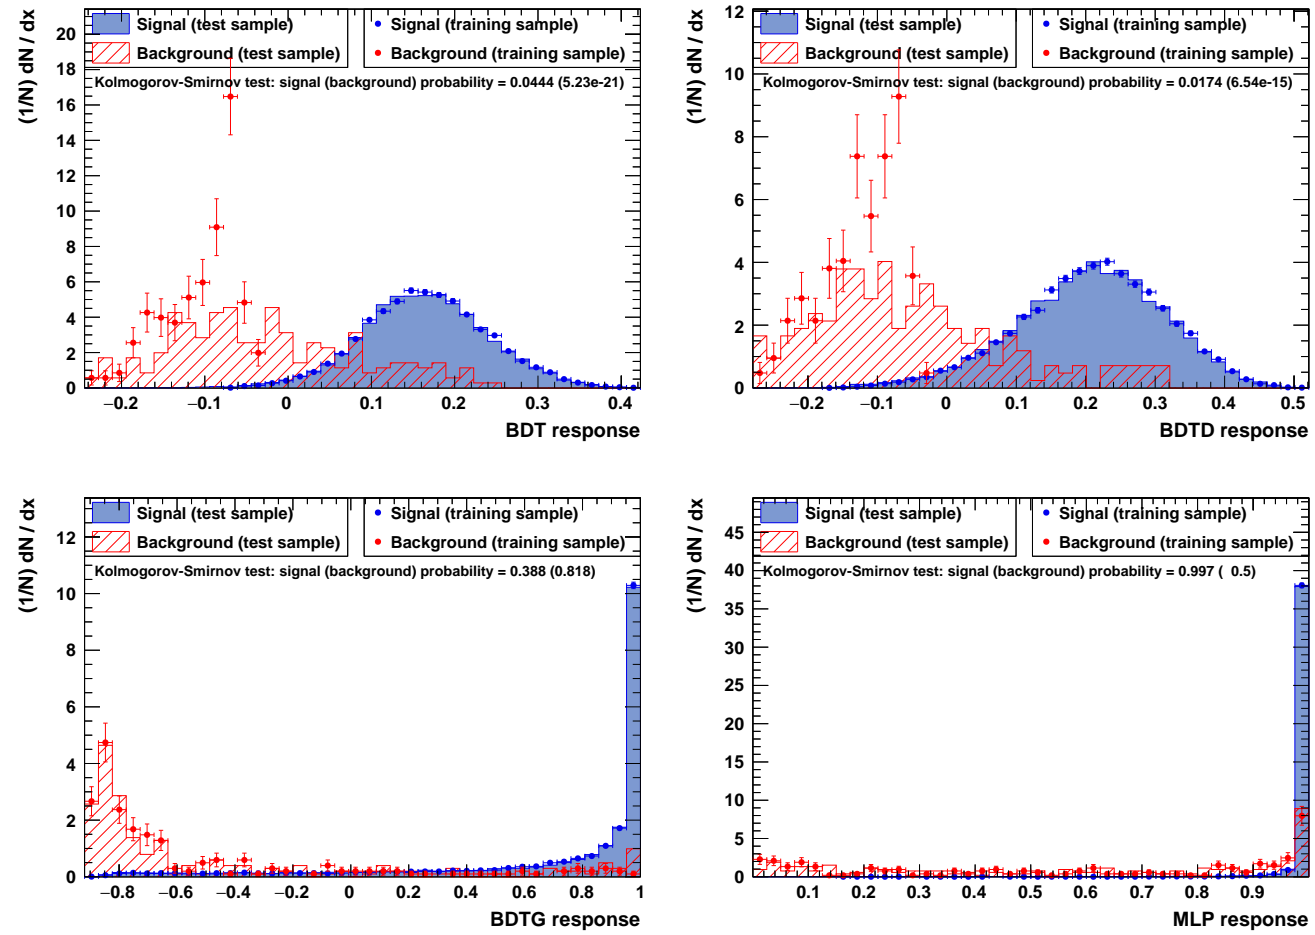 Signal (test sample)
Background (test sample)
Signal (training sample)
Background (training sample)
Kolmogorov-Smirnov test: signal (background) probability = 0.0444 (5.23e-21)
(1/N) dN / dx
20
18
16
14
12
10
8
6
4
2
0
−0.2 −0.1 0 0.1 0.2 0.3 0.4
BDT response
Signal (test sample)
Background (test sample)
Signal (training sample)
Background (training sample)
Kolmogorov-Smirnov test: signal (background) probability = 0.0174 (6.54e-15)
(1/N) dN / dx
12
10
8
6
4
2
0
−0.2 −0.1 0 0.1 0.2 0.3 0.4 0.5
BDTD response
Signal (test sample)
Background (test sample)
Signal (training sample)
Background (training sample)
Kolmogorov-Smirnov test: signal (background) probability = 0.388 (0.818)
(1/N) dN / dx
12
10
8
6
4
2
0
−0.8 −0.6 −0.4 −0.2 0 0.2 0.4 0.6 0.8 1
BDTG response
Signal (test sample)
Background (test sample)
Signal (training sample)
Background (training sample)
Kolmogorov-Smirnov test: signal (background) probability = 0.997 ( 0.5)
(1/N) dN / dx
45
40
35
30
25
20
15
10
5
0
0.1 0.2 0.3 0.4 0.5 0.6 0.7 0.8 0.9
MLP response